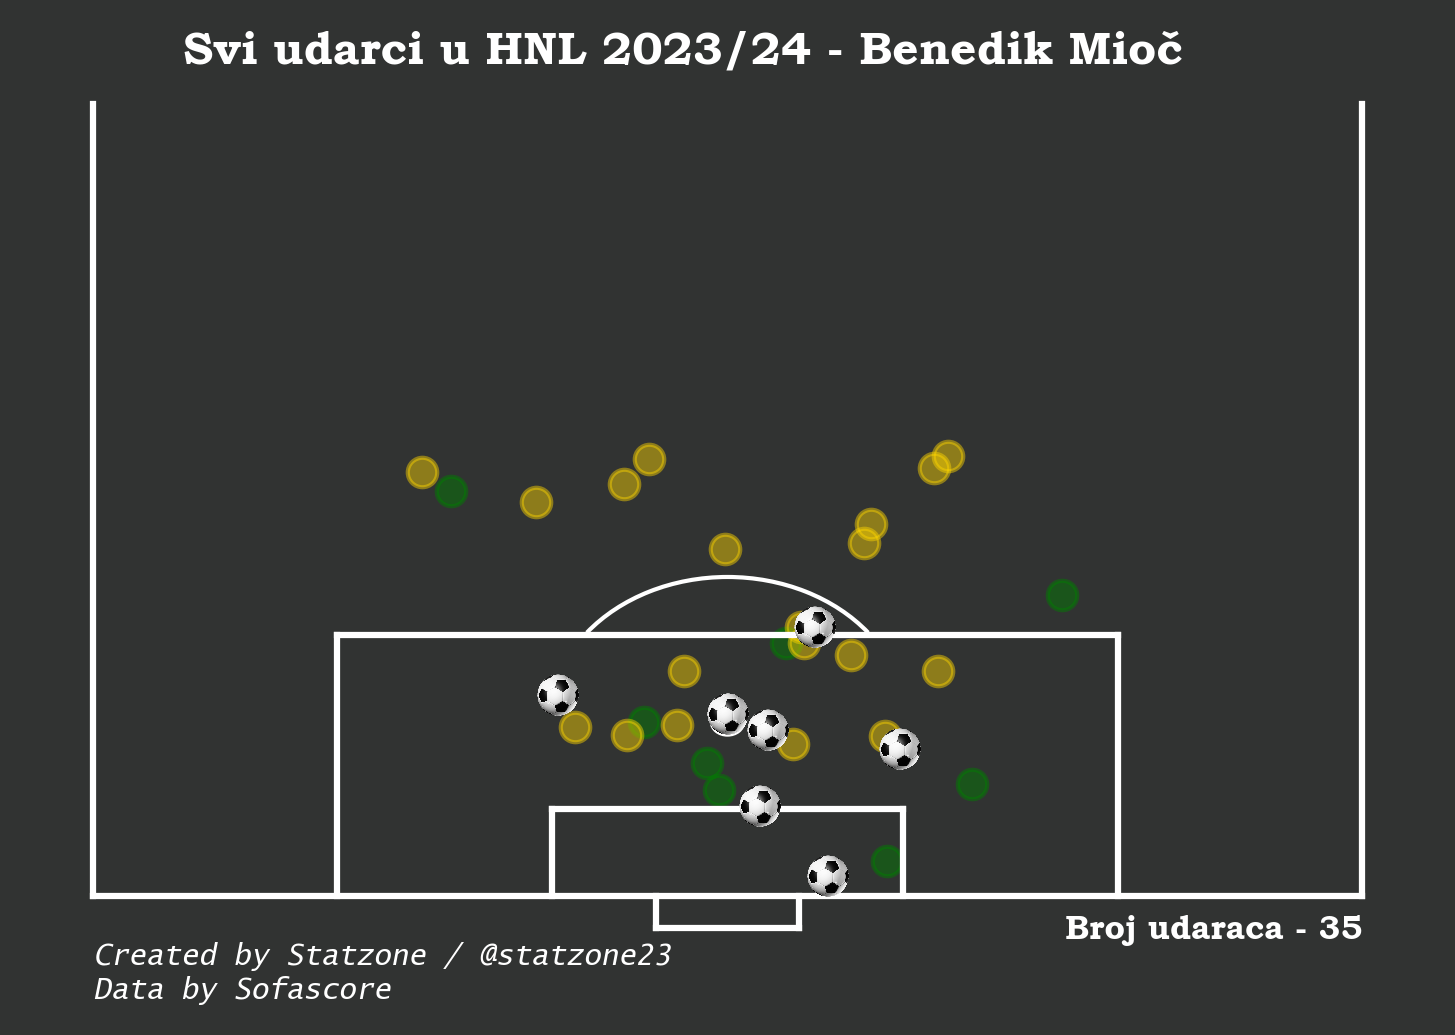 Svi udarci u HNL 2023/24 - Benedik Mioč
Broj udaraca - 35
Created by Statzone / @statzone23
Data by Sofascore